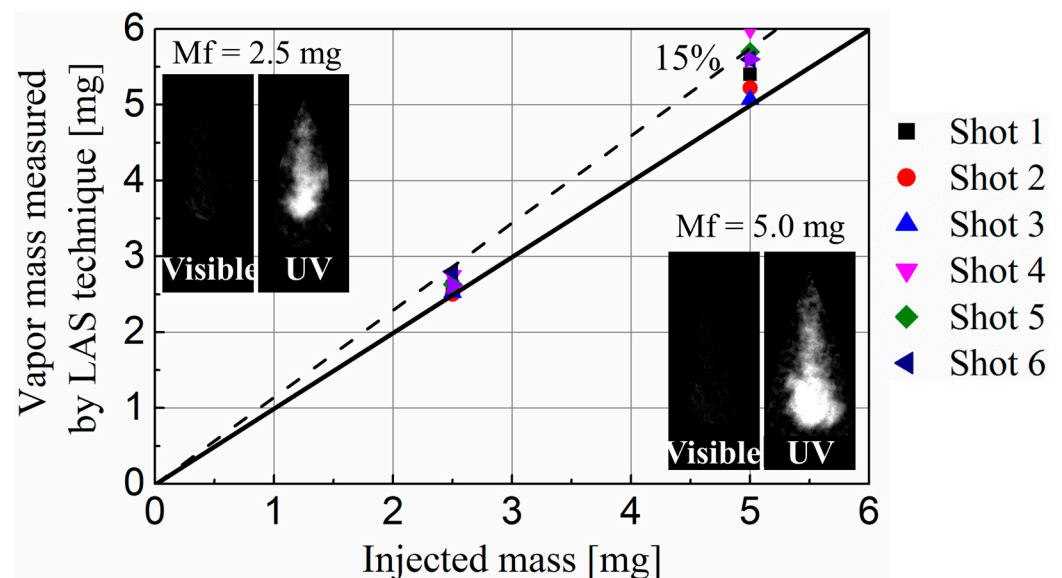 Vapor mass measured
by LAS technique [mg]
6
5
4
3
2
1
0
Mf = 2.5 mg
Visible
UV
15%
Mf = 5.0 mg
Visible
UV
0
1
2
3
4
5
6
Injected mass [mg]
Shot 1
Shot 2
Shot 3
Shot 4
Shot 5
Shot 6